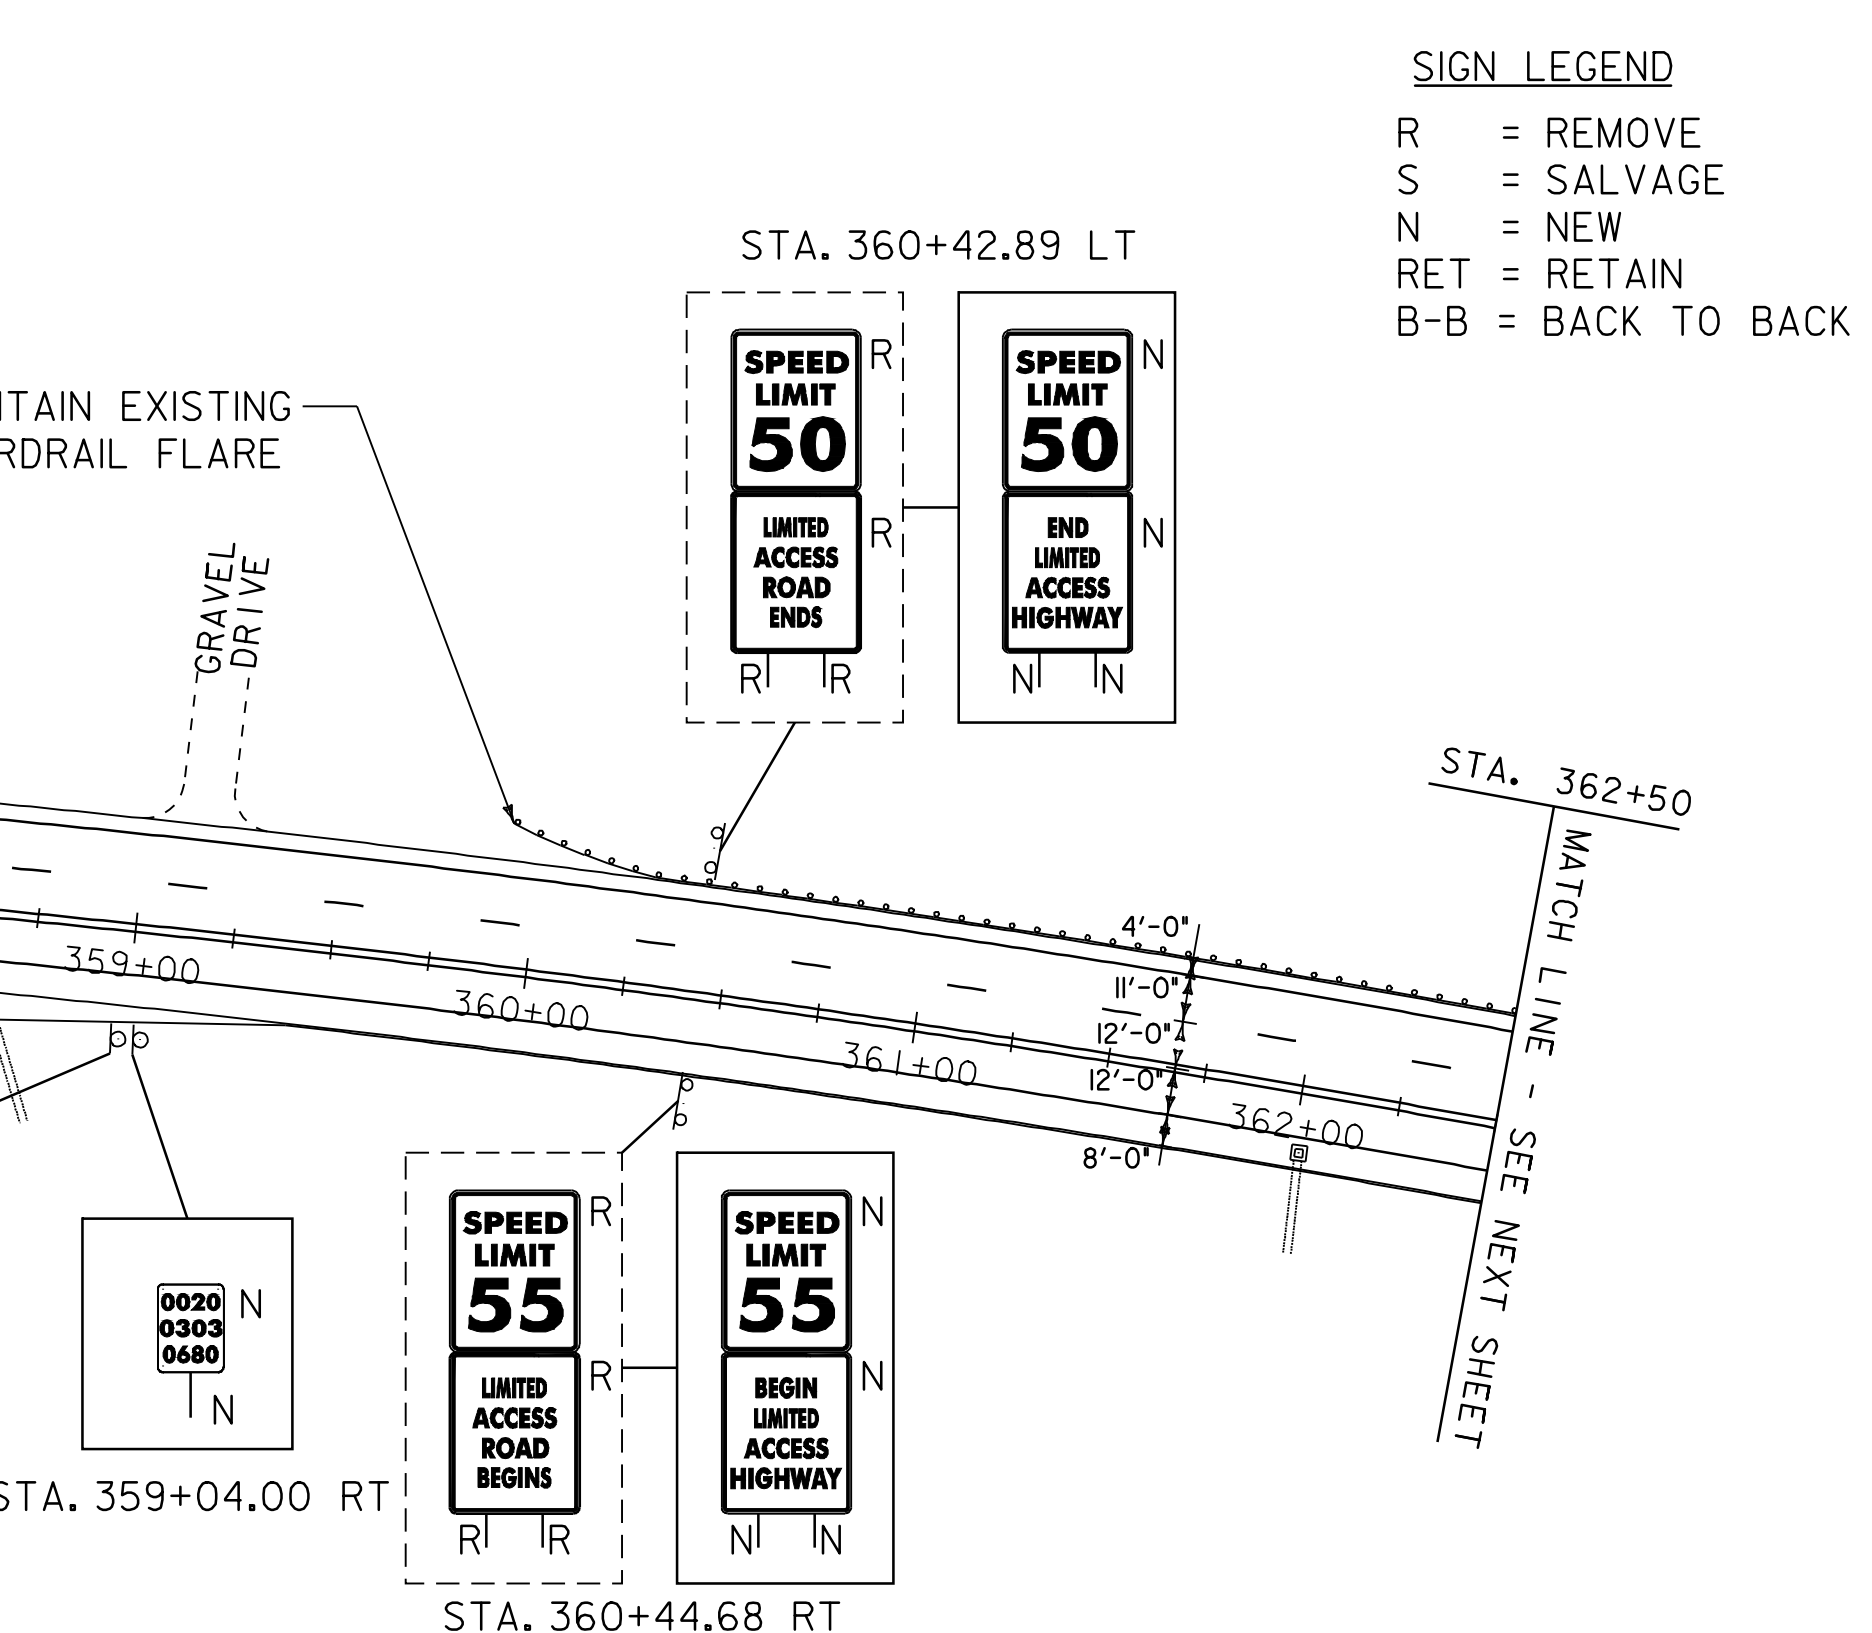 SIGN LEGEND
R = REMOVE
S = SALVAGE
N = NEW
RET = RETAIN
B-B = BACK TO BACK
STA. 360+42.89 LT
SPEED
LIMIT
50
R
LIMITED
ACCESS
ROAD
ENDS
R
R R
SPEED
LIMIT
50
N
END
LIMITED
ACCESS
HIGHWAY
N
N N
EXISTING
FLARE
GRAVEL
DRIVE
STA. 362+50
MATCH LINE - SEE NEXT SHEET
359+00
360+00
361+00
362+00
4'-0"
11'-0"
12'-0"
12'-0"
8'-0"
0020
0303
0680
N
N
STA. 359+04.00 RT
SPEED
LIMIT
55
R
LIMITED
ACCESS
ROAD
BEGINS
R
R R
SPEED
LIMIT
55
N
BEGIN
LIMITED
ACCESS
HIGHWAY
N
N N
STA. 360+44.68 RT